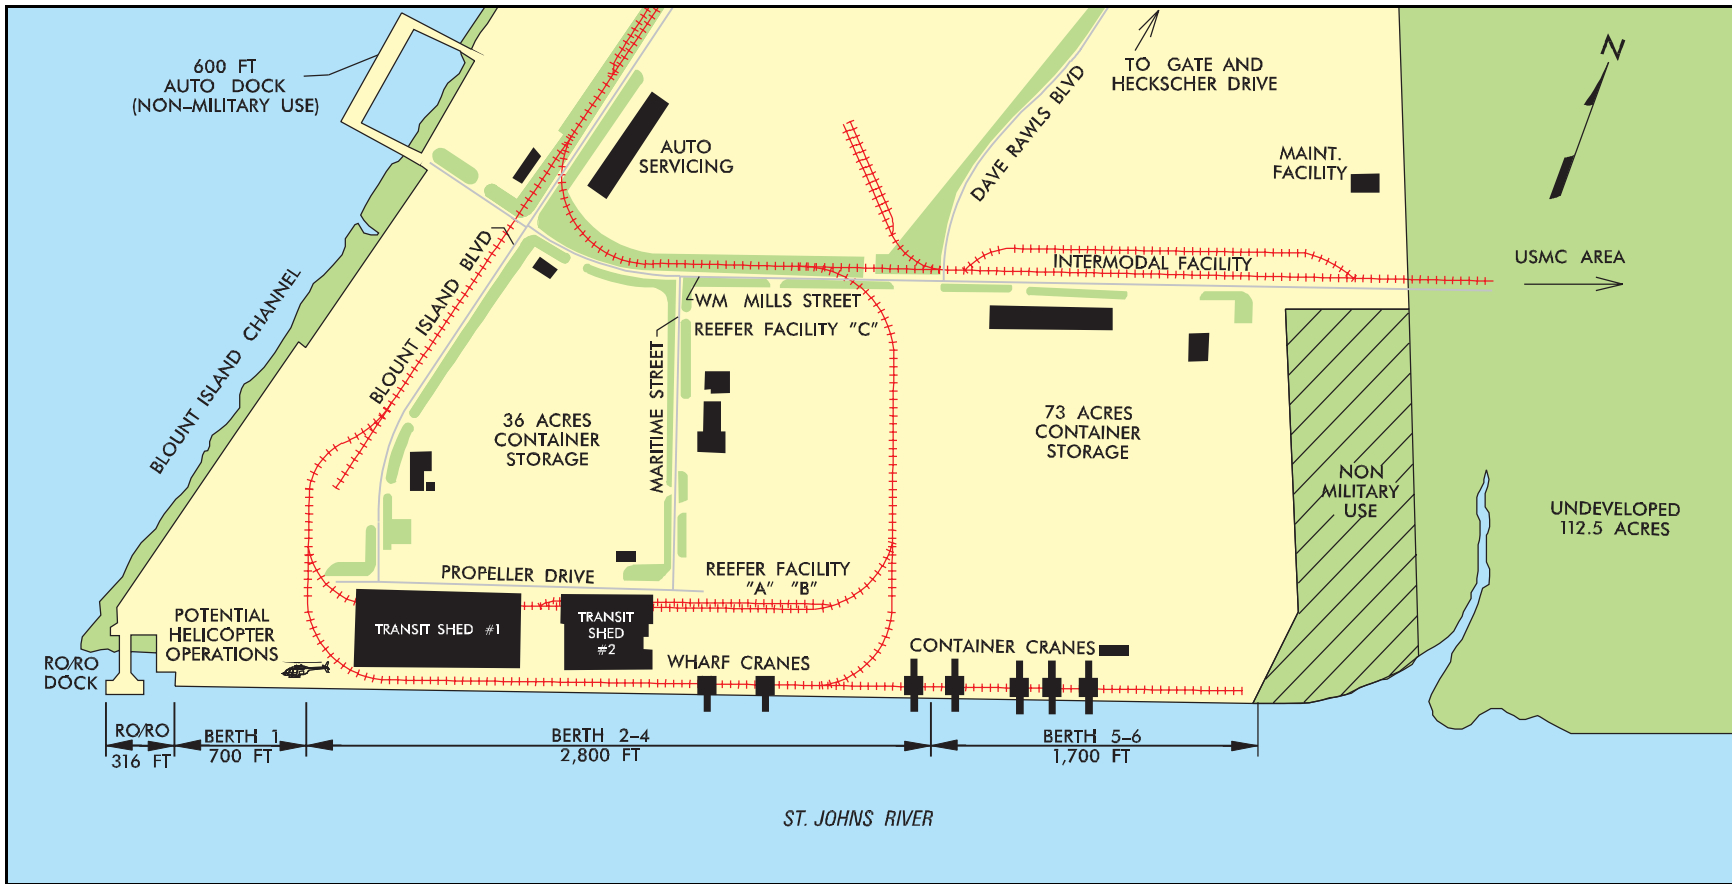 600 FT
AUTO DOCK
(NON-MILITARY USE)
TO GATE AND
HECKSCHER DRIVE
N
AUTO
SERVICING
DAVE RAWLS BLVD
MAINT.
FACILITY
BLOUNT ISLAND BLVD
INTERMODAL FACILITY
USMC AREA
WM MILLS STREET
REEFER FACILITY "C"
BLOUNT ISLAND CHANNEL
MARITIME STREET
36 ACRES
CONTAINER
STORAGE
73 ACRES
CONTAINER
STORAGE
NON
MILITARY
USE
UNDEVELOPED
112.5 ACRES
PROPELLER DRIVE
REEFER FACILITY
"A" "B"
POTENTIAL
HELICOPTER
OPERATIONS
TRANSIT SHED #1
TRANSIT
SHED
#2
RO/RO
DOCK
WHARF CRANES
CONTAINER CRANES
RO/RO
316 FT
BERTH 1
700 FT
BERTH 2-4
2,800 FT
BERTH 5-6
1,700 FT
ST. JOHNS RIVER